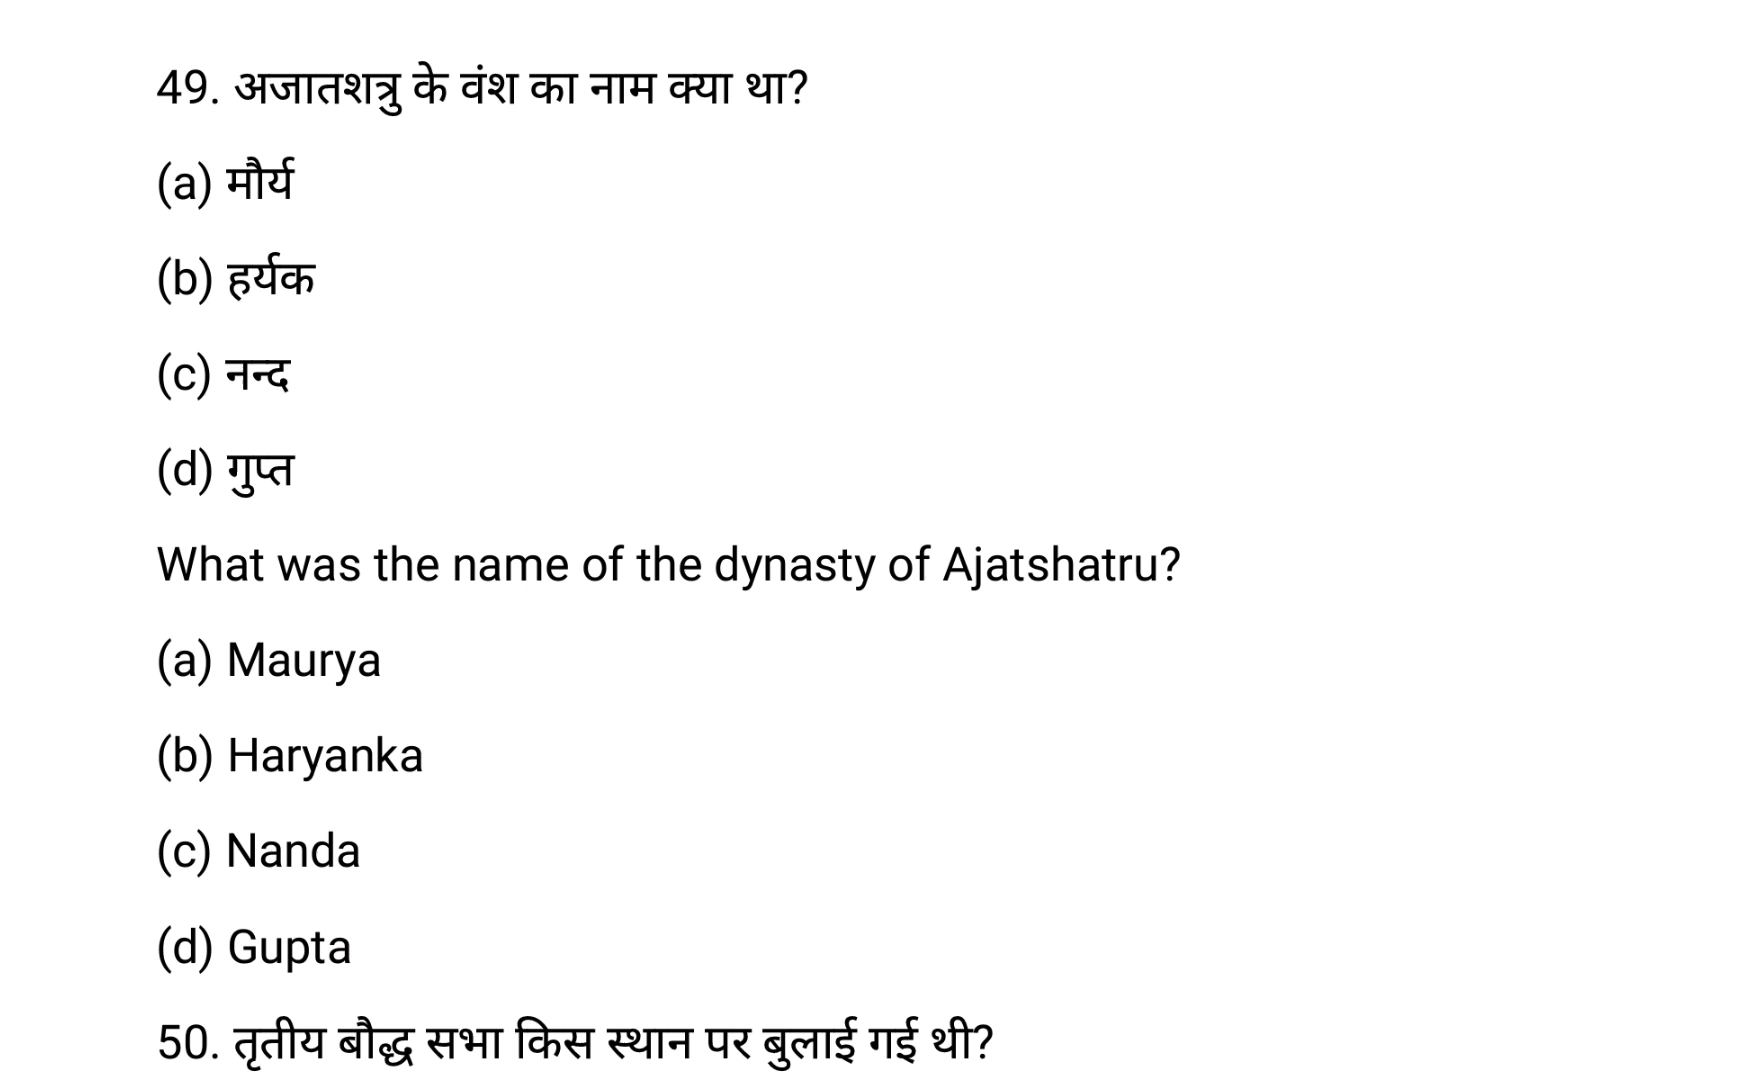 49. अजातशत्रु के वंश का नाम क्या था?
(a) मौर्य
(b) हर्यक
(c) नन्द
(d) गुप्त
What was the name of the dynasty of Ajatshatru?
(a) Maurya
(b) Haryanka
(c) Nanda
(d) Gupta
50. तृतीय बौद्ध सभा किस स्थान पर बुलाई गई थी?